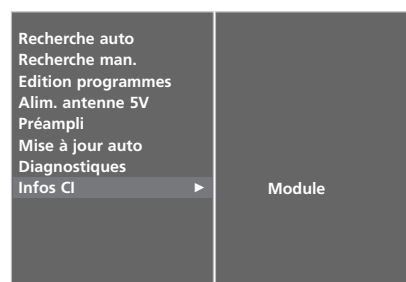 Recherche auto
Recherche man.
Edition programmes
Alim. antenne 5V
Préampli
Mise à jour auto
Diagnostiques
Infos CI ► Module